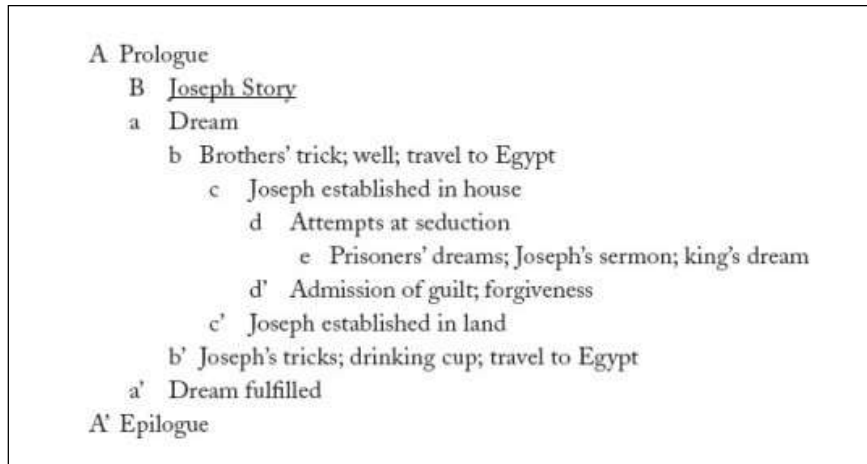 A Prologue
B Joseph Story
a Dream
b Brothers’ trick; well; travel to Egypt
c Joseph established in house
d Attempts at seduction
e Prisoners’ dreams; Joseph’s sermon; king’s dream
d’ Admission of guilt; forgiveness
c’ Joseph established in land
b’ Joseph’s tricks; drinking cup; travel to Egypt
a’ Dream fulfilled
A’ Epilogue